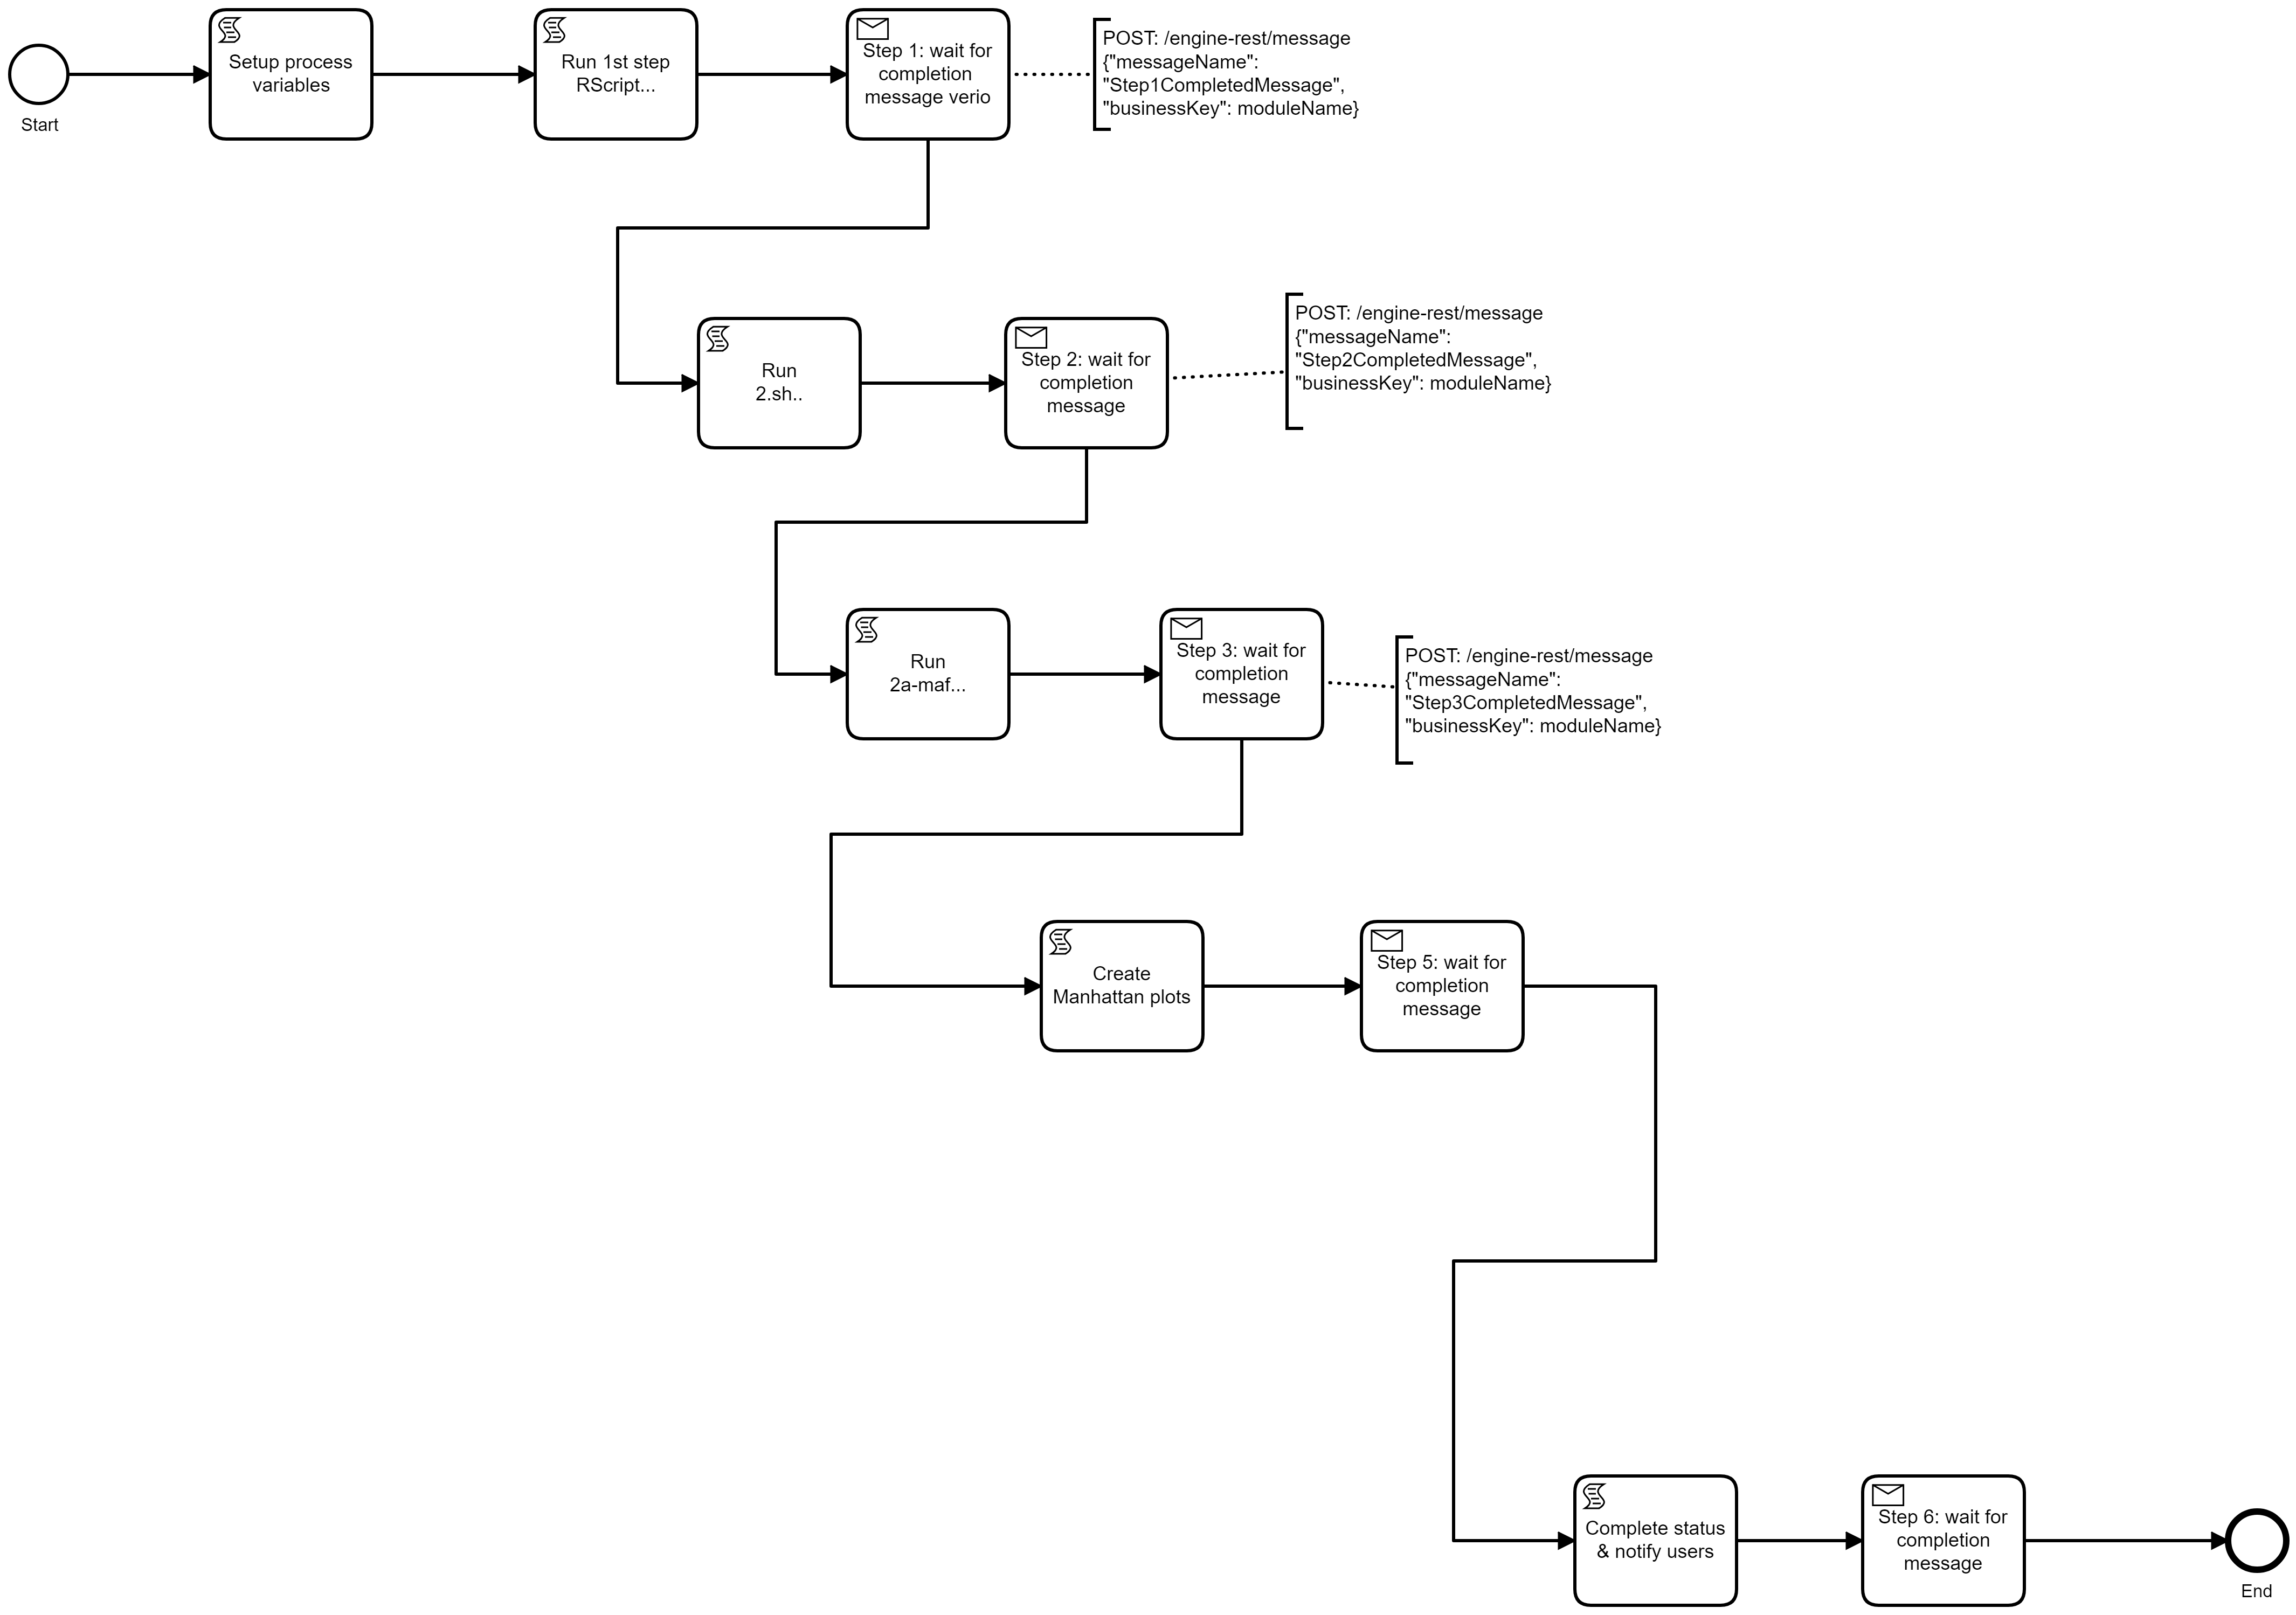 Start
Setup process
variables
Run 1st step
RScript...
Step 1: wait for
completion
message verio
POST: /engine-rest/message
{"messageName":
"Step1CompletedMessage",
"businessKey": moduleName}
Run
2.sh..
Step 2: wait for
completion
message
POST: /engine-rest/message
{"messageName":
"Step2CompletedMessage",
"businessKey": moduleName}
Run
2a-maf...
Step 3: wait for
completion
message
POST: /engine-rest/message
{"messageName":
"Step3CompletedMessage",
"businessKey": moduleName}
Create
Manhattan plots
Step 5: wait for
completion
message
Complete status
& notify users
Step 6: wait for
completion
message
End